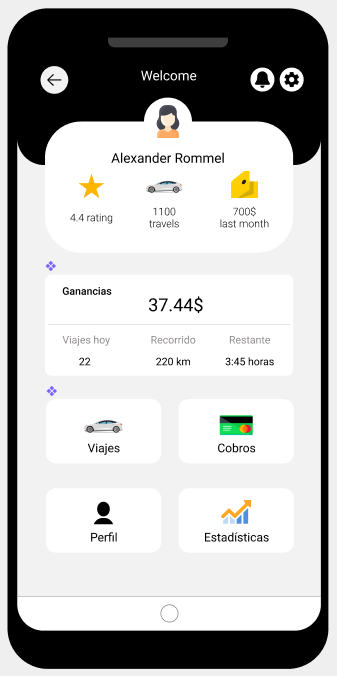 Welcome
Alexander Rommel
4.4 rating
1100
travels
700$
last month
Ganancias
37.44$
Viajes hoy
Recorrido
Restante
22
220 km
3:45 horas
Viajes
Cobros
Perfil
Estadísticas